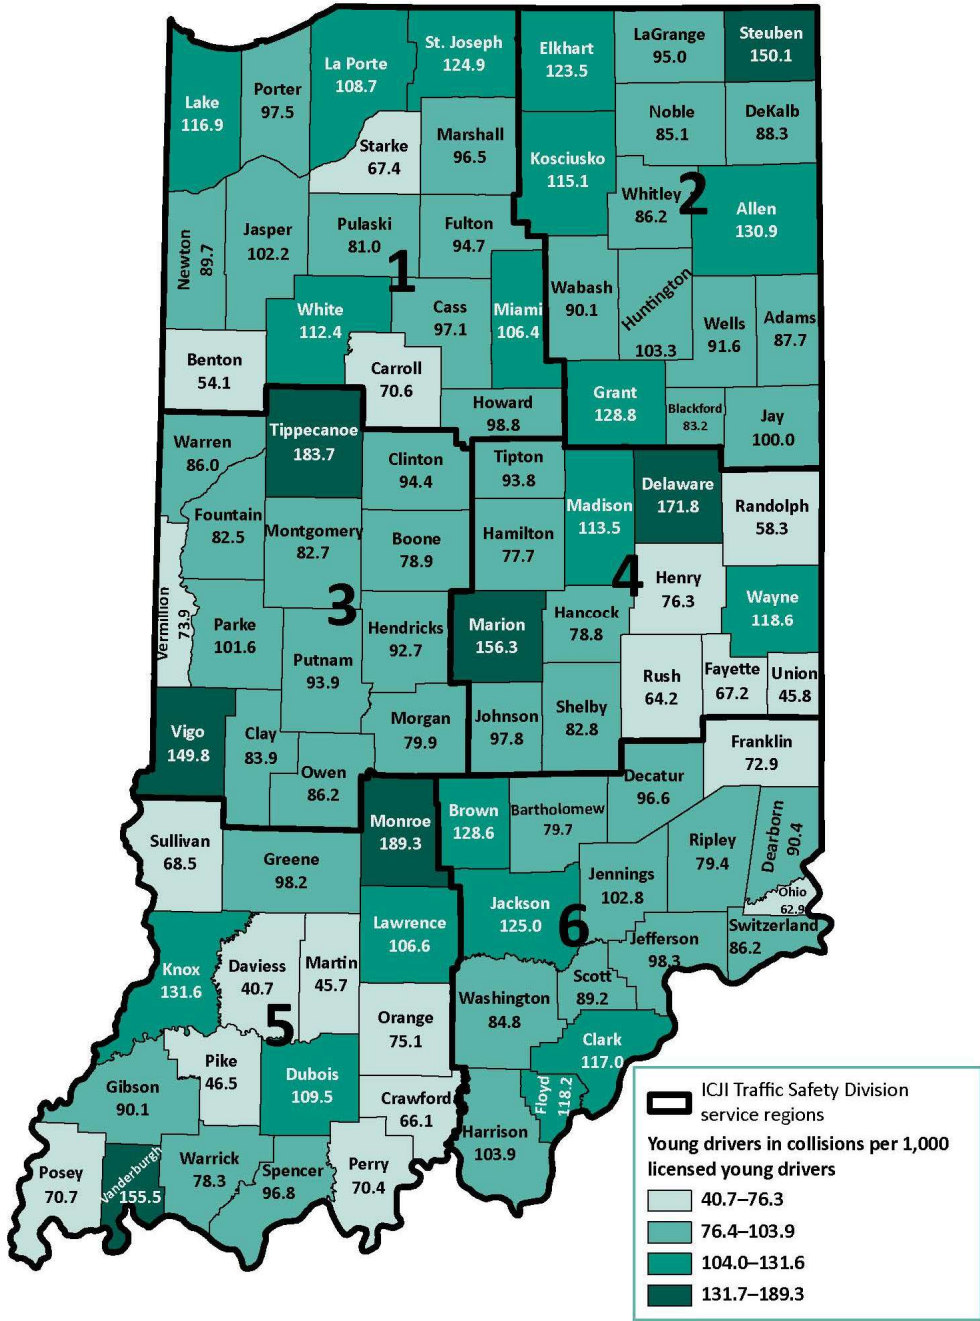 St. Joseph
124.9
La Porte
108.7
Elkhart
123.5
LaGrange
95.0
Steuben
150.1
Lake
116.9
Porter
97.5
Starke
67.4
Marshall
96.5
Kosciusko
115.1
Noble
85.1
DeKalb
88.3
Whitley
86.2
2
Allen
130.9
Newton
89.7
Jasper
102.2
Pulaski
81.0
Fulton
94.7
1
White
112.4
Cass
97.1
Miami
106.4
Wabash
90.1
Huntington
103.3
Wells
91.6
Adams
87.7
Benton
54.1
Carroll
70.6
Howard
98.8
Grant
128.8
Blackford
83.2
Jay
100.0
Tippecanoe
183.7
Warren
86.0
Clinton
94.4
Tipton
93.8
Madison
113.5
Delaware
171.8
Randolph
58.3
Fountain
82.5
Montgomery
82.7
Boone
78.9
Hamilton
77.7
4
Henry
76.3
Wayne
118.6
3
Vermillion
73.9
Parke
101.6
Putnam
93.9
Hendricks
92.7
Marion
156.3
Hancock
78.8
Rush
64.2
Fayette
67.2
Union
45.8
Vigo
149.8
Clay
83.9
Owen
86.2
Morgan
79.9
Johnson
97.8
Shelby
82.8
Franklin
72.9
Decatur
96.6
Monroe
189.3
Brown
128.6
Bartholomew
79.7
Sullivan
68.5
Greene
98.2
Ripley
79.4
Dearborn
90.4
Jennings
102.8
Ohio
62.9
Lawrence
106.6
Jackson
125.0
6
Jefferson
98.3
Switzerland
86.2
Knox
131.6
Daviess
40.7
Martin
45.7
5
Orange
75.1
Washington
84.8
Scott
89.2
Clark
117.0
Floyd
118.2
Pike
46.5
Dubois
109.5
Crawford
66.1
Gibson
90.1
Harrison
103.9
Posey
70.7
Vanderburgh
155.5
Warrick
78.3
Spencer
96.8
Perry
70.4
ICJI Traffic Safety Division
service regions
Young drivers in collisions per 1,000
licensed young drivers
40.7–76.3
76.4–103.9
104.0–131.6
131.7–189.3